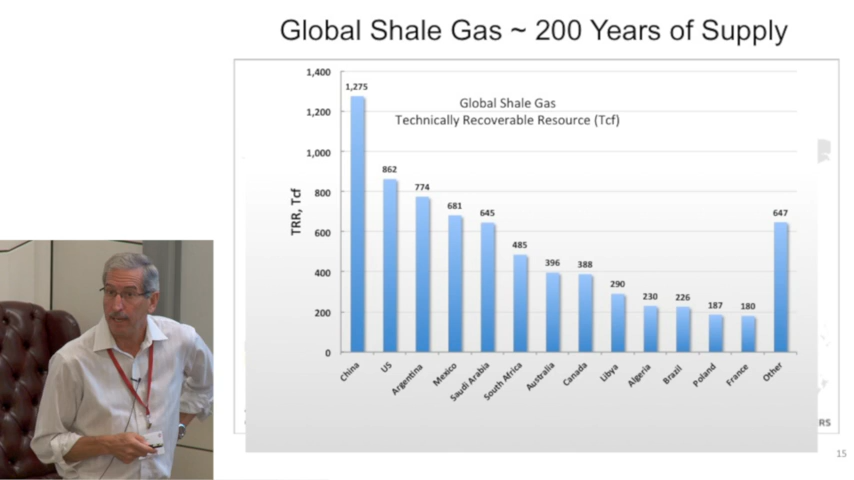 Global Shale Gas ~ 200 Years of Supply
Global Shale Gas
Technically Recoverable Resource (Tcf)
TRR, Tcf
1,400
1,200
1,000
800
600
400
200
0
1,275
862
774
681
645
485
396
388
290
230
226
187
180
647
China
US
Argentina
Mexico
Saudi Arabia
South Africa
Australia
Canada
Libya
Algeria
Brazil
Poland
France
Other
RS
15